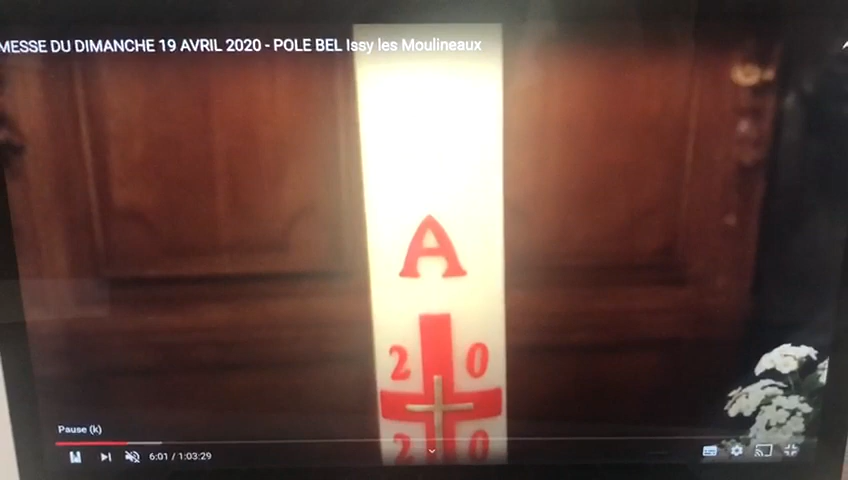 MESSE DU DIMANCHE 19 AVRIL 2020 - POLE BEL Issy les Moulineaux
A
2 0
2 0
Pause (k)
6:01 / 1:03:29